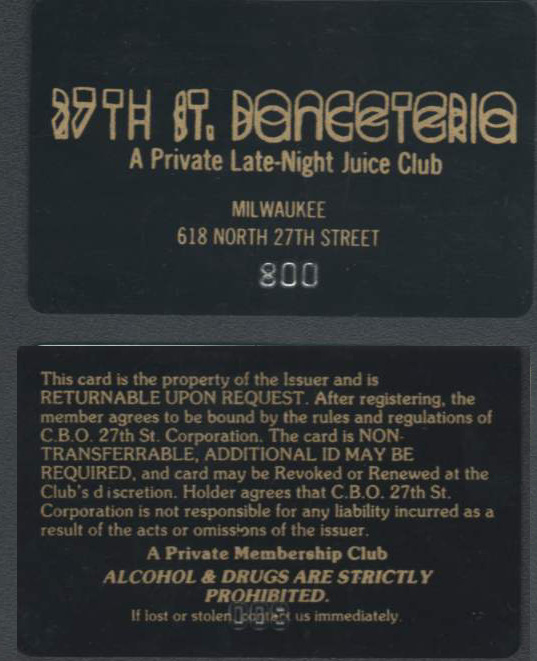 27TH ST. DANCETERIA
A Private Late-Night Juice Club
MILWAUKEE
618 NORTH 27TH STREET
800
This card is the property of the Issuer and is
RETURNABLE UPON REQUEST. After registering, the
member agrees to be bound by the rules and regulations of
C.B.O. 27th St. Corporation. The card is NON-
TRANSFERRABLE, ADDITIONAL ID MAY BE
REQUIRED, and card may be Revoked or Renewed at the
Club's discretion. Holder agrees that C.B.O. 27th St.
Corporation is not responsible for any liability incurred as a
result of the acts or omissions of the issuer.
A Private Membership Club
ALCOHOL & DRUGS ARE STRICTLY
PROHIBITED.
If lost or stolen, contact us immediately.